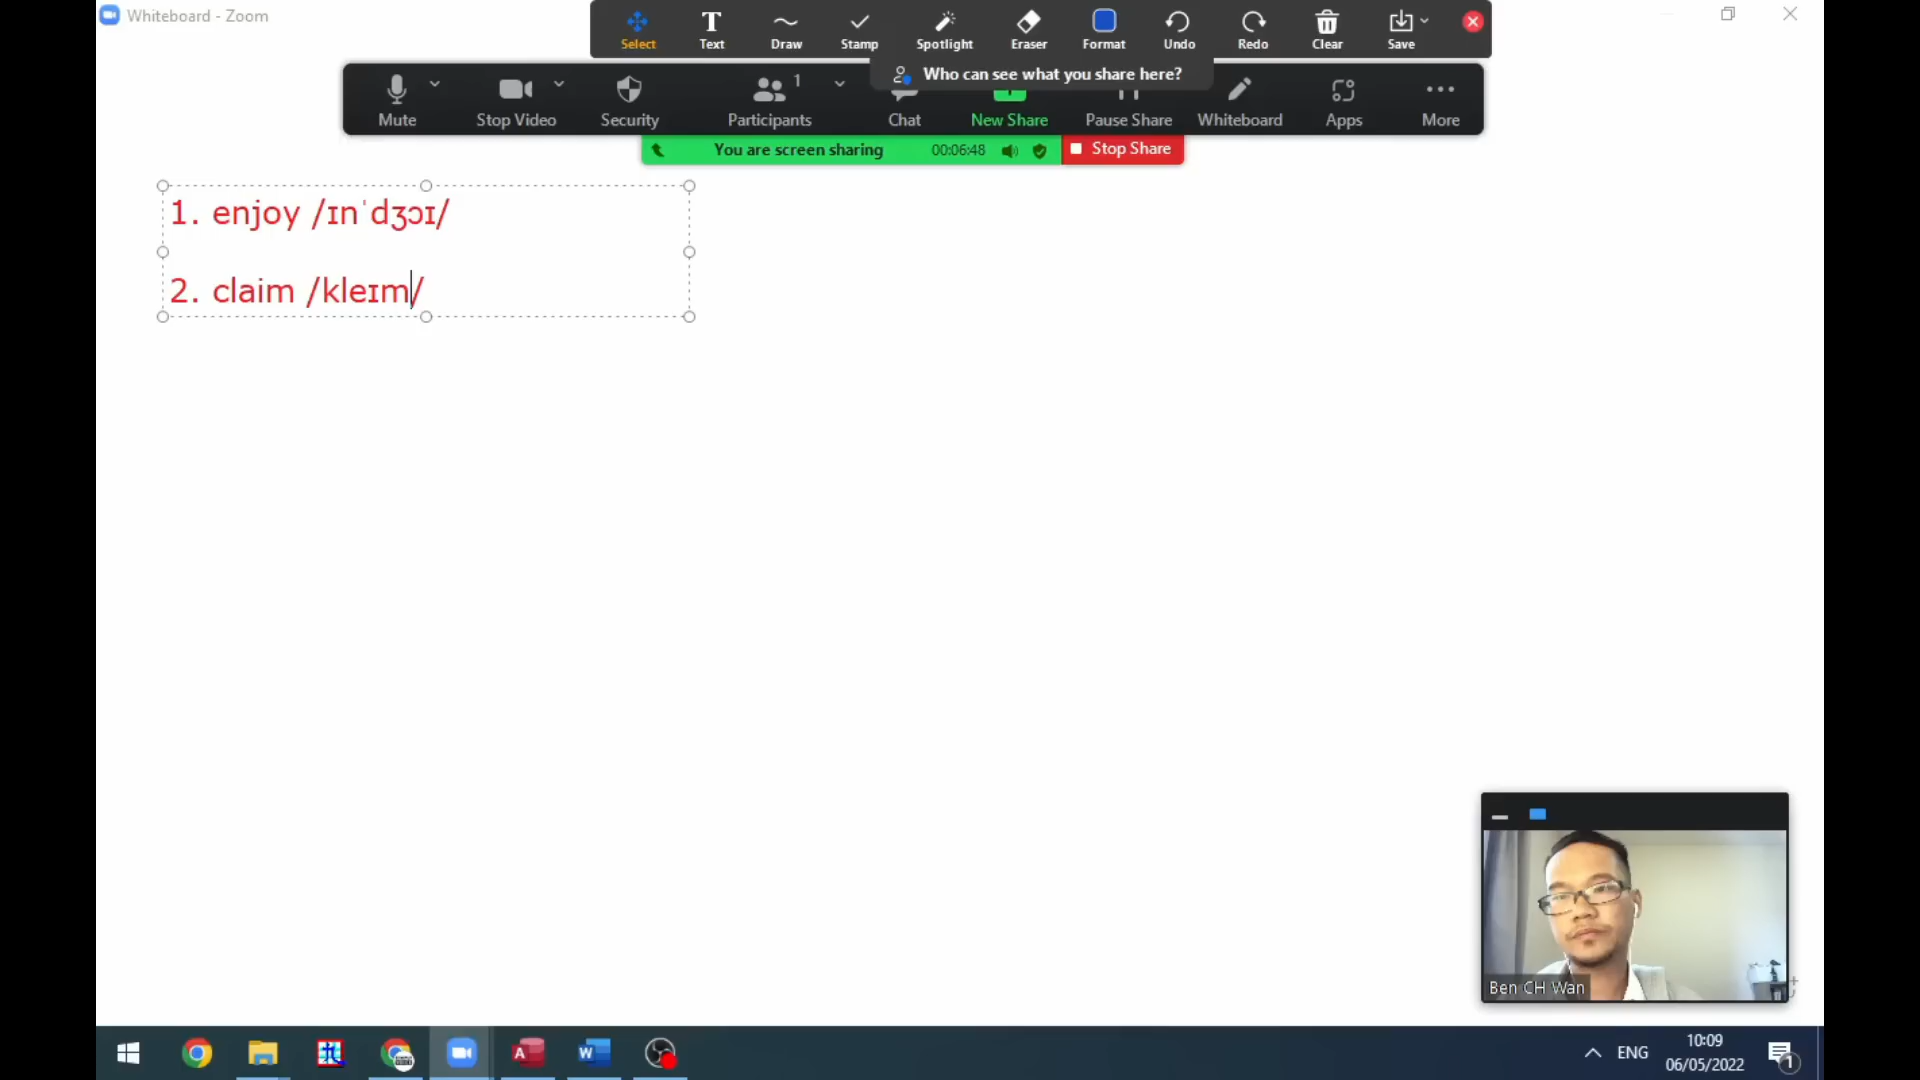 Whiteboard - Zoom
Select Text Draw Stamp Spotlight Eraser Format Undo Redo Clear Save
Who can see what you share here?
1
Mute Stop Video Security Participants Chat New Share Pause Share Whiteboard Apps More
You are screen sharing 00:06:48 Stop Share
1. enjoy /ɪnˈdʒɔɪ/
2. claim /kleɪm/
Ben CH Wan
ENG
10:09
06/05/2022
1